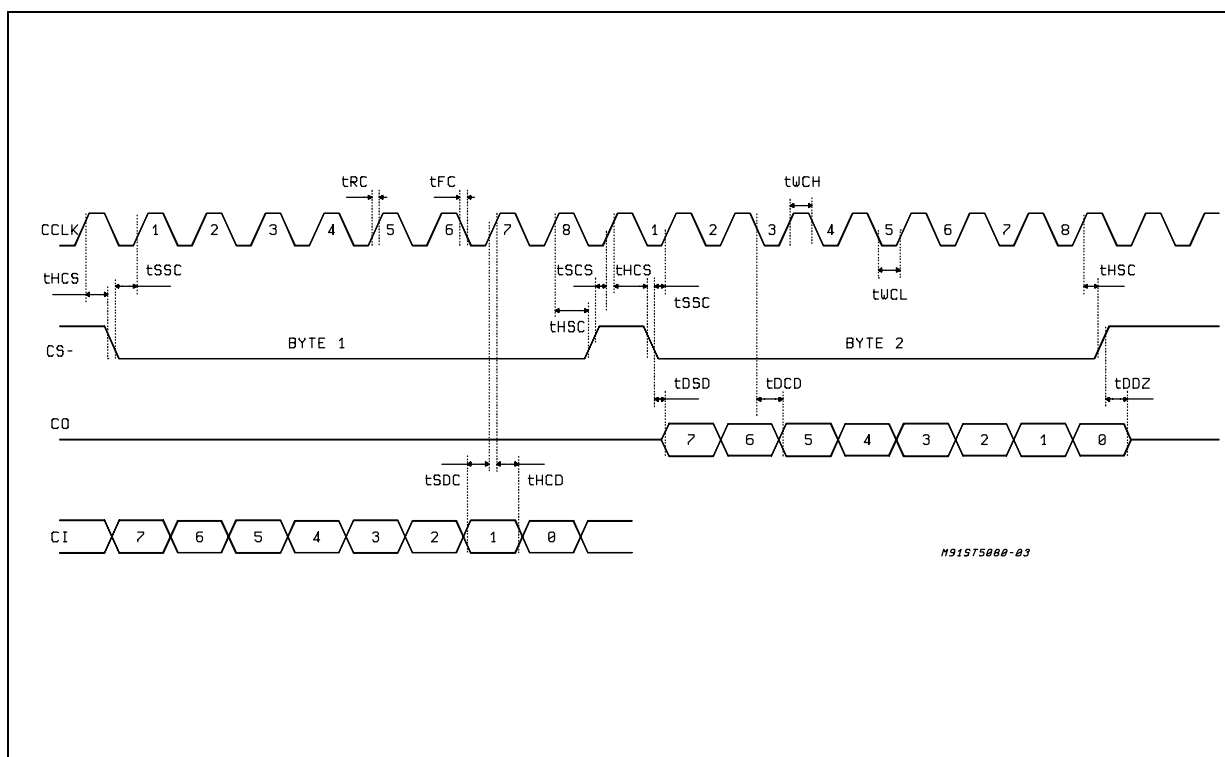 tRC tFC tWCH
CCLK 1 2 3 4 5 6 7 8 1 2 3 4 5 6 7 8
tHCS tSSC tSCS tHCS tSSC tWCL tHSC
tHSC
CS- BYTE 1 BYTE 2
tDSD tDCD tDDZ
CO 7 6 5 4 3 2 1 0
tSDC tHCD
CI 7 6 5 4 3 2 1 0
M91ST5000-03